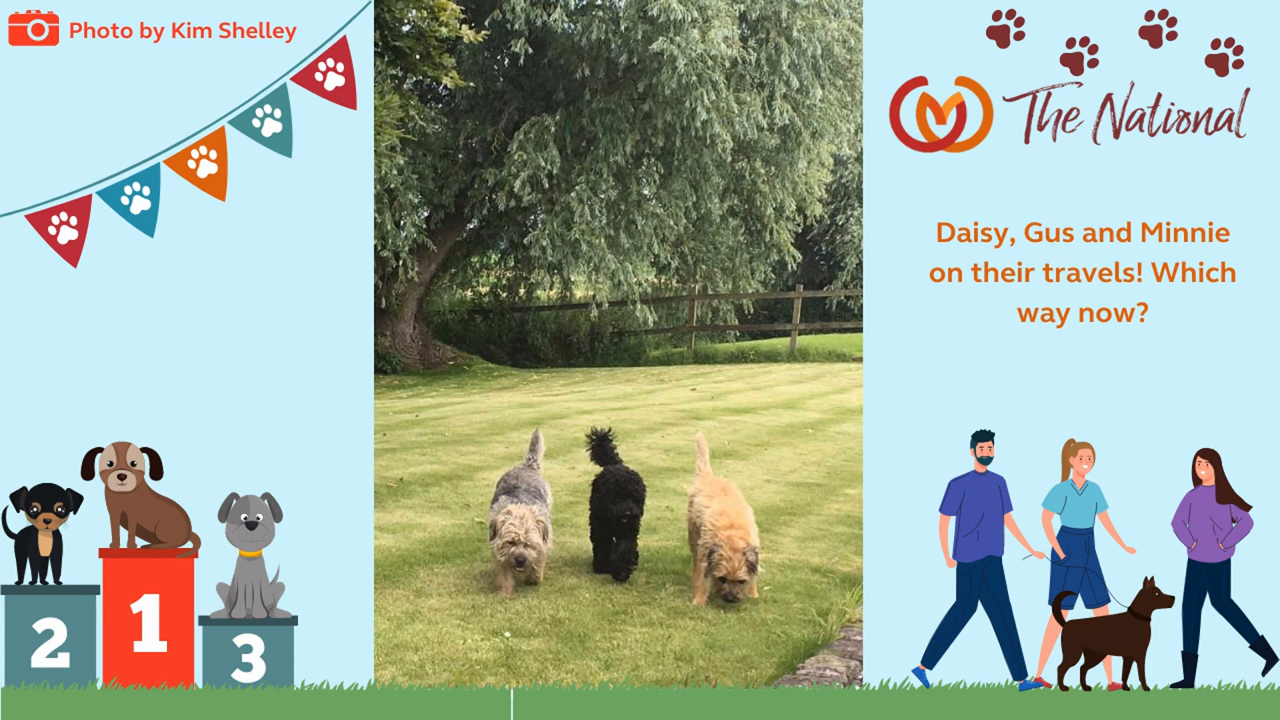 Photo by Kim Shelley
The National
Daisy, Gus and Minnie
on their travels! Which
way now?
2
1
3